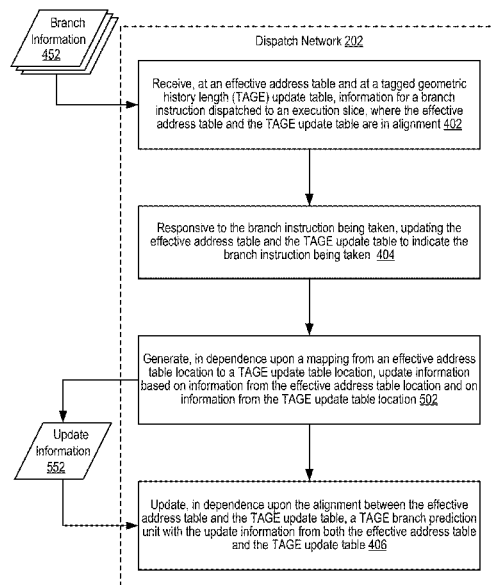 Branch
Information
452
Dispatch Network 202
Receive, at an effective address table and at a tagged geometric
history length (TAGE) update table, information for a branch
instruction dispatched to an execution slice, where the effective
address table and the TAGE update table are in alignment 402
Responsive to the branch instruction being taken, updating the
effective address table and the TAGE update table to indicate the
branch instruction being taken 404
Generate, in dependence upon a mapping from an effective address
table location to a TAGE update table location, update information
based on information from the effective address table location and on
information from the TAGE update table location 502
Update
Information
552
Update, in dependence upon the alignment between the effective
address table and the TAGE update table, a TAGE branch prediction
unit with the update information from both the effective address table
and the TAGE update table 406